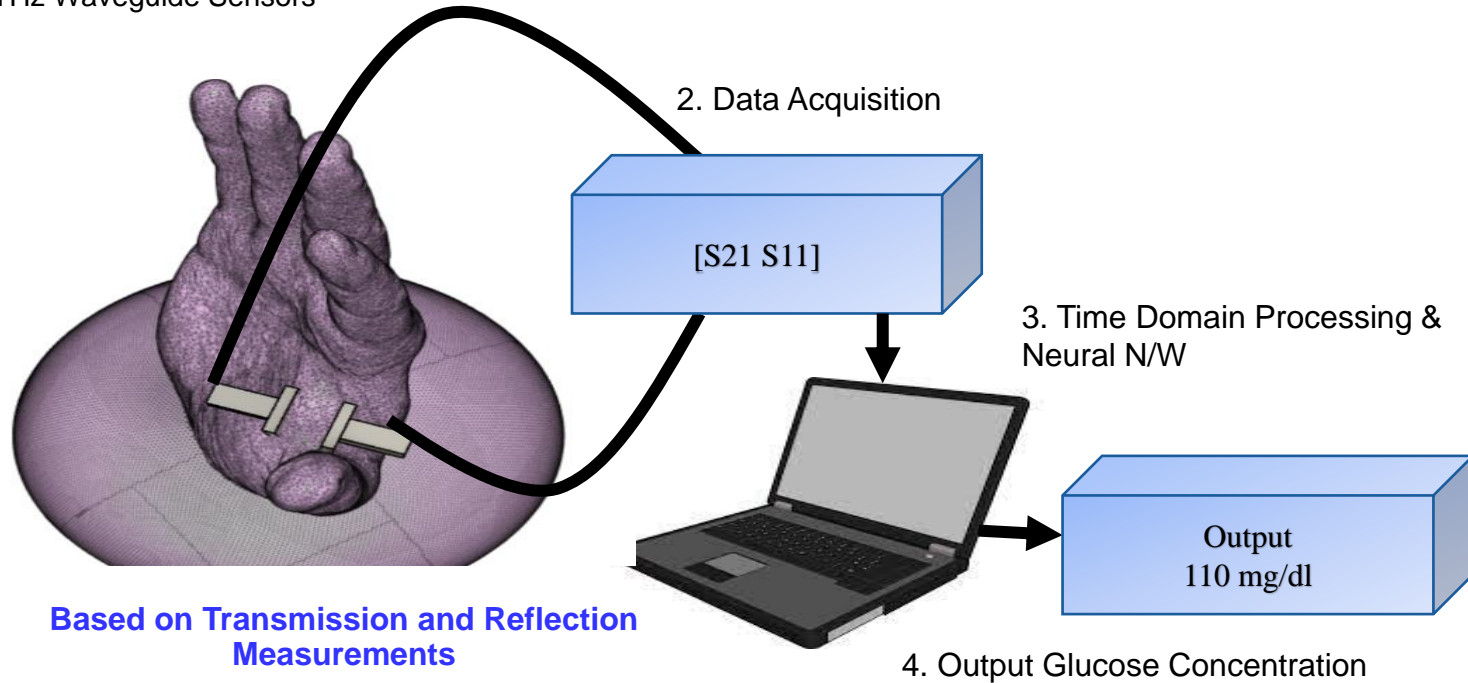 THz Waveguide Sensors
2. Data Acquisition
[S21 S11]
3. Time Domain Processing &
Neural N/W
Output
110 mg/dl
Based on Transmission and Reflection
Measurements
4. Output Glucose Concentration